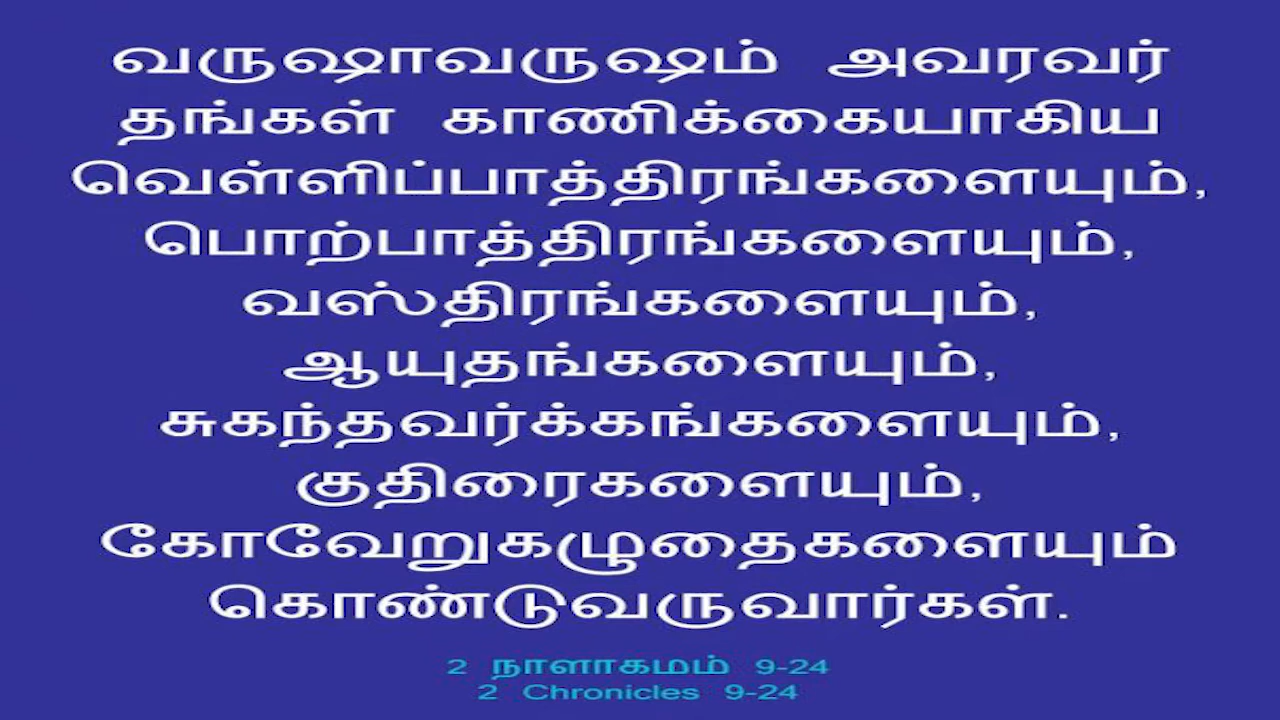 வருஷாவருஷம் அவரவர்
தங்கள் காணிக்கையாகிய
வெள்ளிப்பாத்திரங்களையும்,
பொற்பாத்திரங்களையும்,
வஸ்திரங்களையும்,
ஆயுதங்களையும்,
சுகந்தவர்க்கங்களையும்,
குதிரைகளையும்,
கோவேறுகழுதைகளையும்
கொண்டுவருவார்கள்.
2 நாளாகமம் 9-24
2 Chronicles 9-24